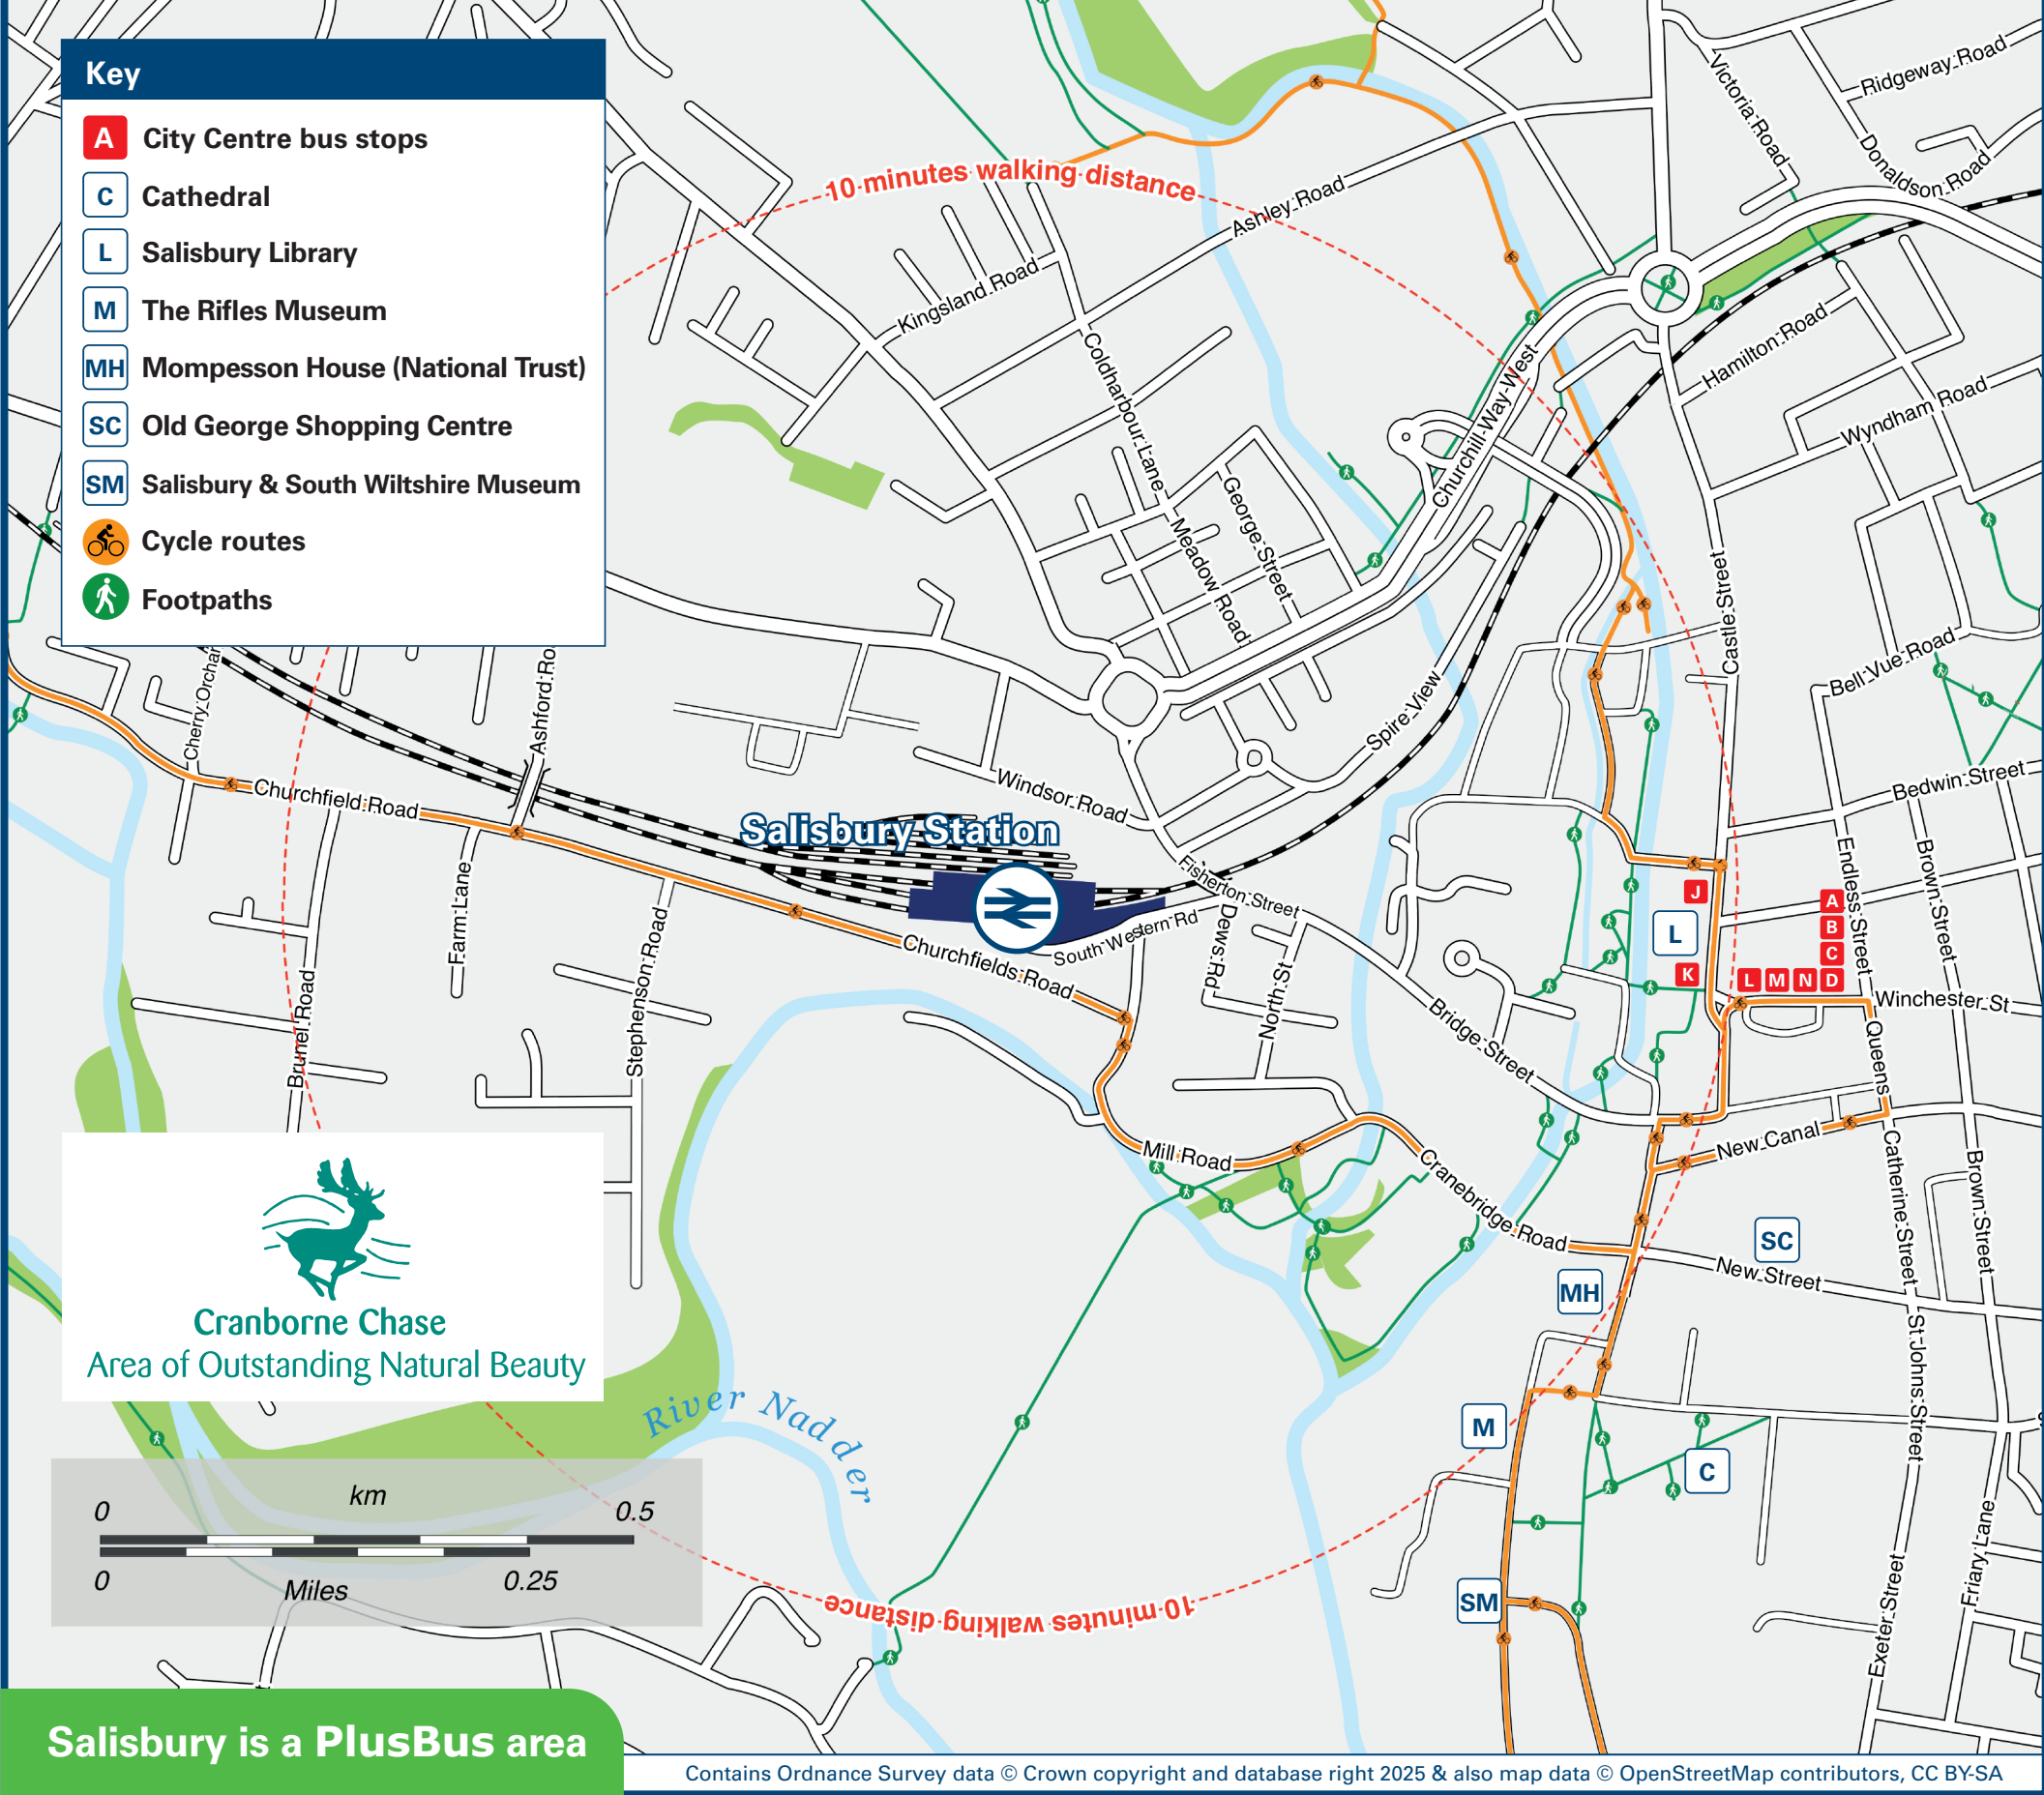 Key
A City Centre bus stops
C Cathedral
L Salisbury Library
M The Rifles Museum
MH Mompesson House (National Trust)
SC Old George Shopping Centre
SM Salisbury & South Wiltshire Museum
Cycle routes
Footpaths
10 minutes walking distance
Ashley Road
Kingsland Road
Coldharbour Lane
Meadow Road
George Street
Churchill Way West
Victoria Road
Ridgeway Road
Donaldson Road
Hamilton Road
Wyndham Road
Castle Street
Bell Vue Road
Bedwin Street
Spire View
Windsor Road
Ashford Ro
Cherry Orchar
Churchfield Road
Salisbury Station
Fisherton Street
South Western Rd
Churchfields Road
Dews Rd
North St
Farm Lane
Stephenson Road
Brunel Road
Bridge Street
Endless Street
Brown Street
J
L
K
A
B
C
L M N D
Winchester St
Queens
New Canal
Mill Road
Cranebridge Road
Catherine Street
Brown Street
SC
New Street
MH
St Johns Street
M
C
SM
Exeter Street
Friary Lane
River Nadder
Cranborne Chase
Area of Outstanding Natural Beauty
km
0 0.5
0 Miles 0.25
10 minutes walking distance
Salisbury is a PlusBus area
Contains Ordnance Survey data © Crown copyright and database right 2025 & also map data © OpenStreetMap contributors, CC BY-SA